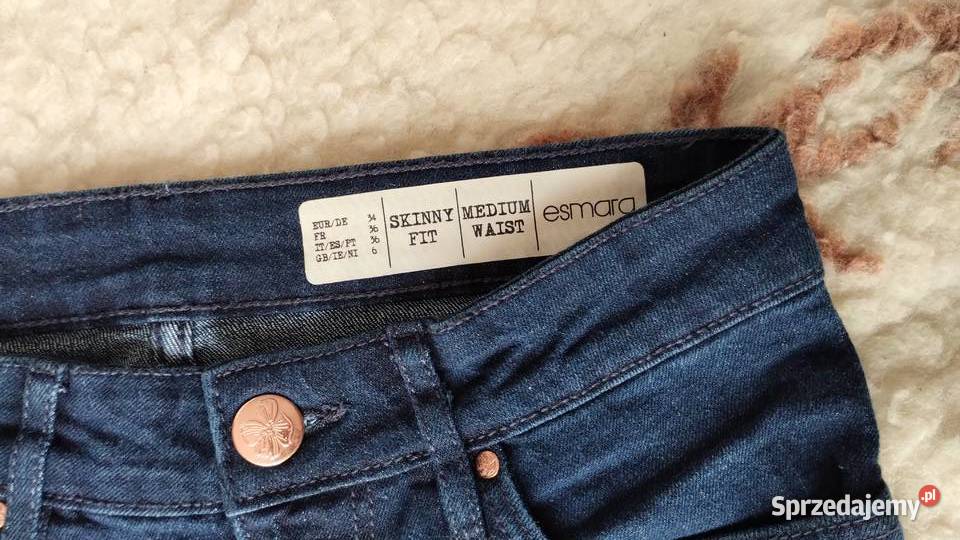 EUR/DE 34
FR 36
IT/ES/PT 36
GB/IE/NI 6
SKINNY
FIT
MEDIUM
WAIST
esmara
Sprzedajemy.pl